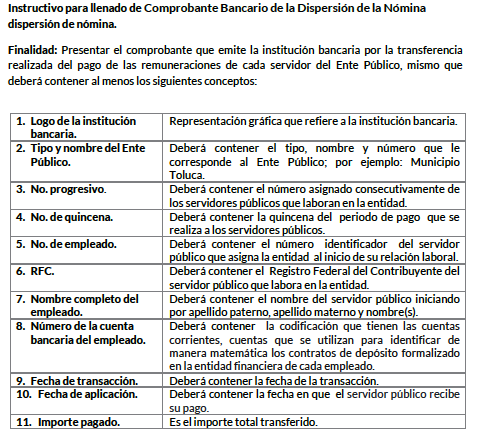 Instructivo para llenado de Comprobante Bancario de la Dispersión de la Nómina
dispersión de nómina.
Finalidad: Presentar el comprobante que emite la institución bancaria por la transferencia
realizada del pago de las remuneraciones de cada servidor del Ente Público, mismo que
deberá contener al menos los siguientes conceptos:
1. Logo de la institución
bancaria.
Representación gráfica que refiere a la institución bancaria.
2. Tipo y nombre del Ente
Público.
Deberá contener el tipo, nombre y número que le
corresponde al Ente Público; por ejemplo: Municipio
Toluca.
3. No. progresivo.
Deberá contener el número asignado consecutivamente de
los servidores públicos que laboran en la entidad.
4. No. de quincena.
Deberá contener la quincena del periodo de pago que se
realiza a los servidores públicos.
5. No. de empleado.
Deberá contener el número identificador del servidor
público que asigna la entidad al inicio de su relación laboral.
6. RFC.
Deberá contener el Registro Federal del Contribuyente del
servidor público que labora en la entidad.
7. Nombre completo del
empleado.
Deberá contener el nombre del servidor público iniciando
por apellido paterno, apellido materno y nombre(s).
8. Número de la cuenta
bancaria del empleado.
Deberá contener la codificación que tienen las cuentas
corrientes, cuentas que se utilizan para identificar de
manera matemática los contratos de depósito formalizado
en la entidad financiera de cada empleado.
9. Fecha de transacción.
Deberá contener la fecha de la transacción.
10. Fecha de aplicación.
Deberá contener la fecha en que el servidor público recibe
su pago.
11. Importe pagado.
Es el importe total transferido.